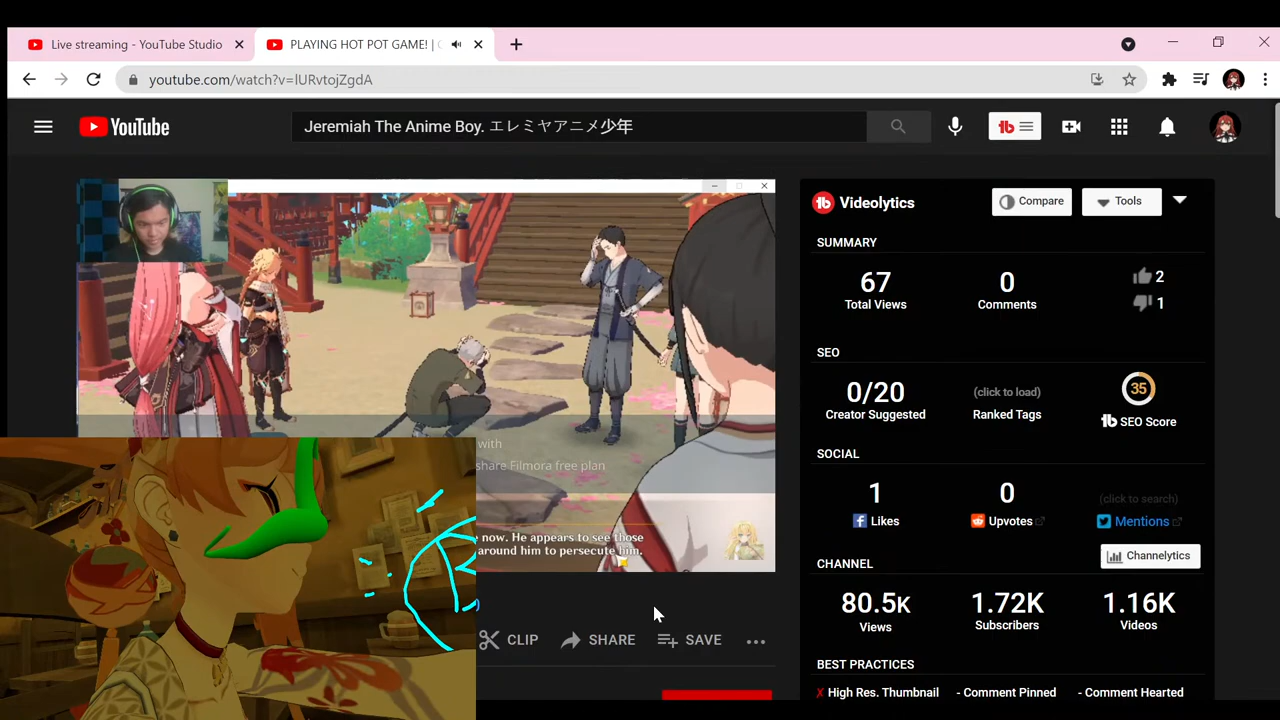 Live streaming - YouTube Studio
PLAYING HOT POT GAME! |
youtube.com/watch?v=lURvtojZgdA
YouTube
Jeremiah The Anime Boy. エレミヤアニメ少年
Videolytics
Compare
Tools
SUMMARY
67
Total Views
0
Comments
2
1
SEO
0/20
Creator Suggested
(click to load)
Ranked Tags
35
SEO Score
SOCIAL
1
Likes
0
Upvotes
(click to search)
Mentions
Channelytics
CHANNEL
80.5K
Views
1.72K
Subscribers
1.16K
Videos
BEST PRACTICES
✗ High Res. Thumbnail
- Comment Pinned
- Comment Hearted
with
share Filmora free plan
now. He appears to see those
around him to persecute him.
CLIP
SHARE
SAVE